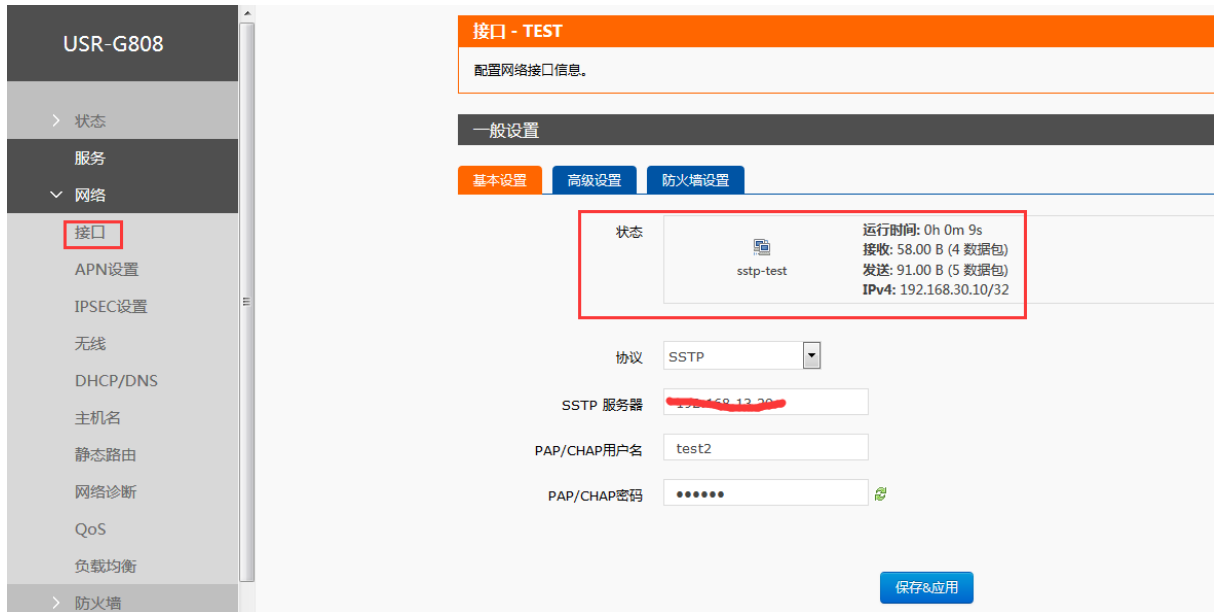 USR-G808
状态
服务
网络
接口
APN设置
IPSEC设置
无线
DHCP/DNS
主机名
静态路由
网络诊断
QoS
负载均衡
防火墙
接口 - TEST
配置网络接口信息。
一般设置
基本设置 高级设置 防火墙设置
状态
sstp-test
运行时间: 0h 0m 9s
接收: 58.00 B (4 数据包)
发送: 91.00 B (5 数据包)
IPv4: 192.168.30.10/32
协议 SSTP
SSTP 服务器
PAP/CHAP用户名 test2
PAP/CHAP密码 ••••••
保存&应用